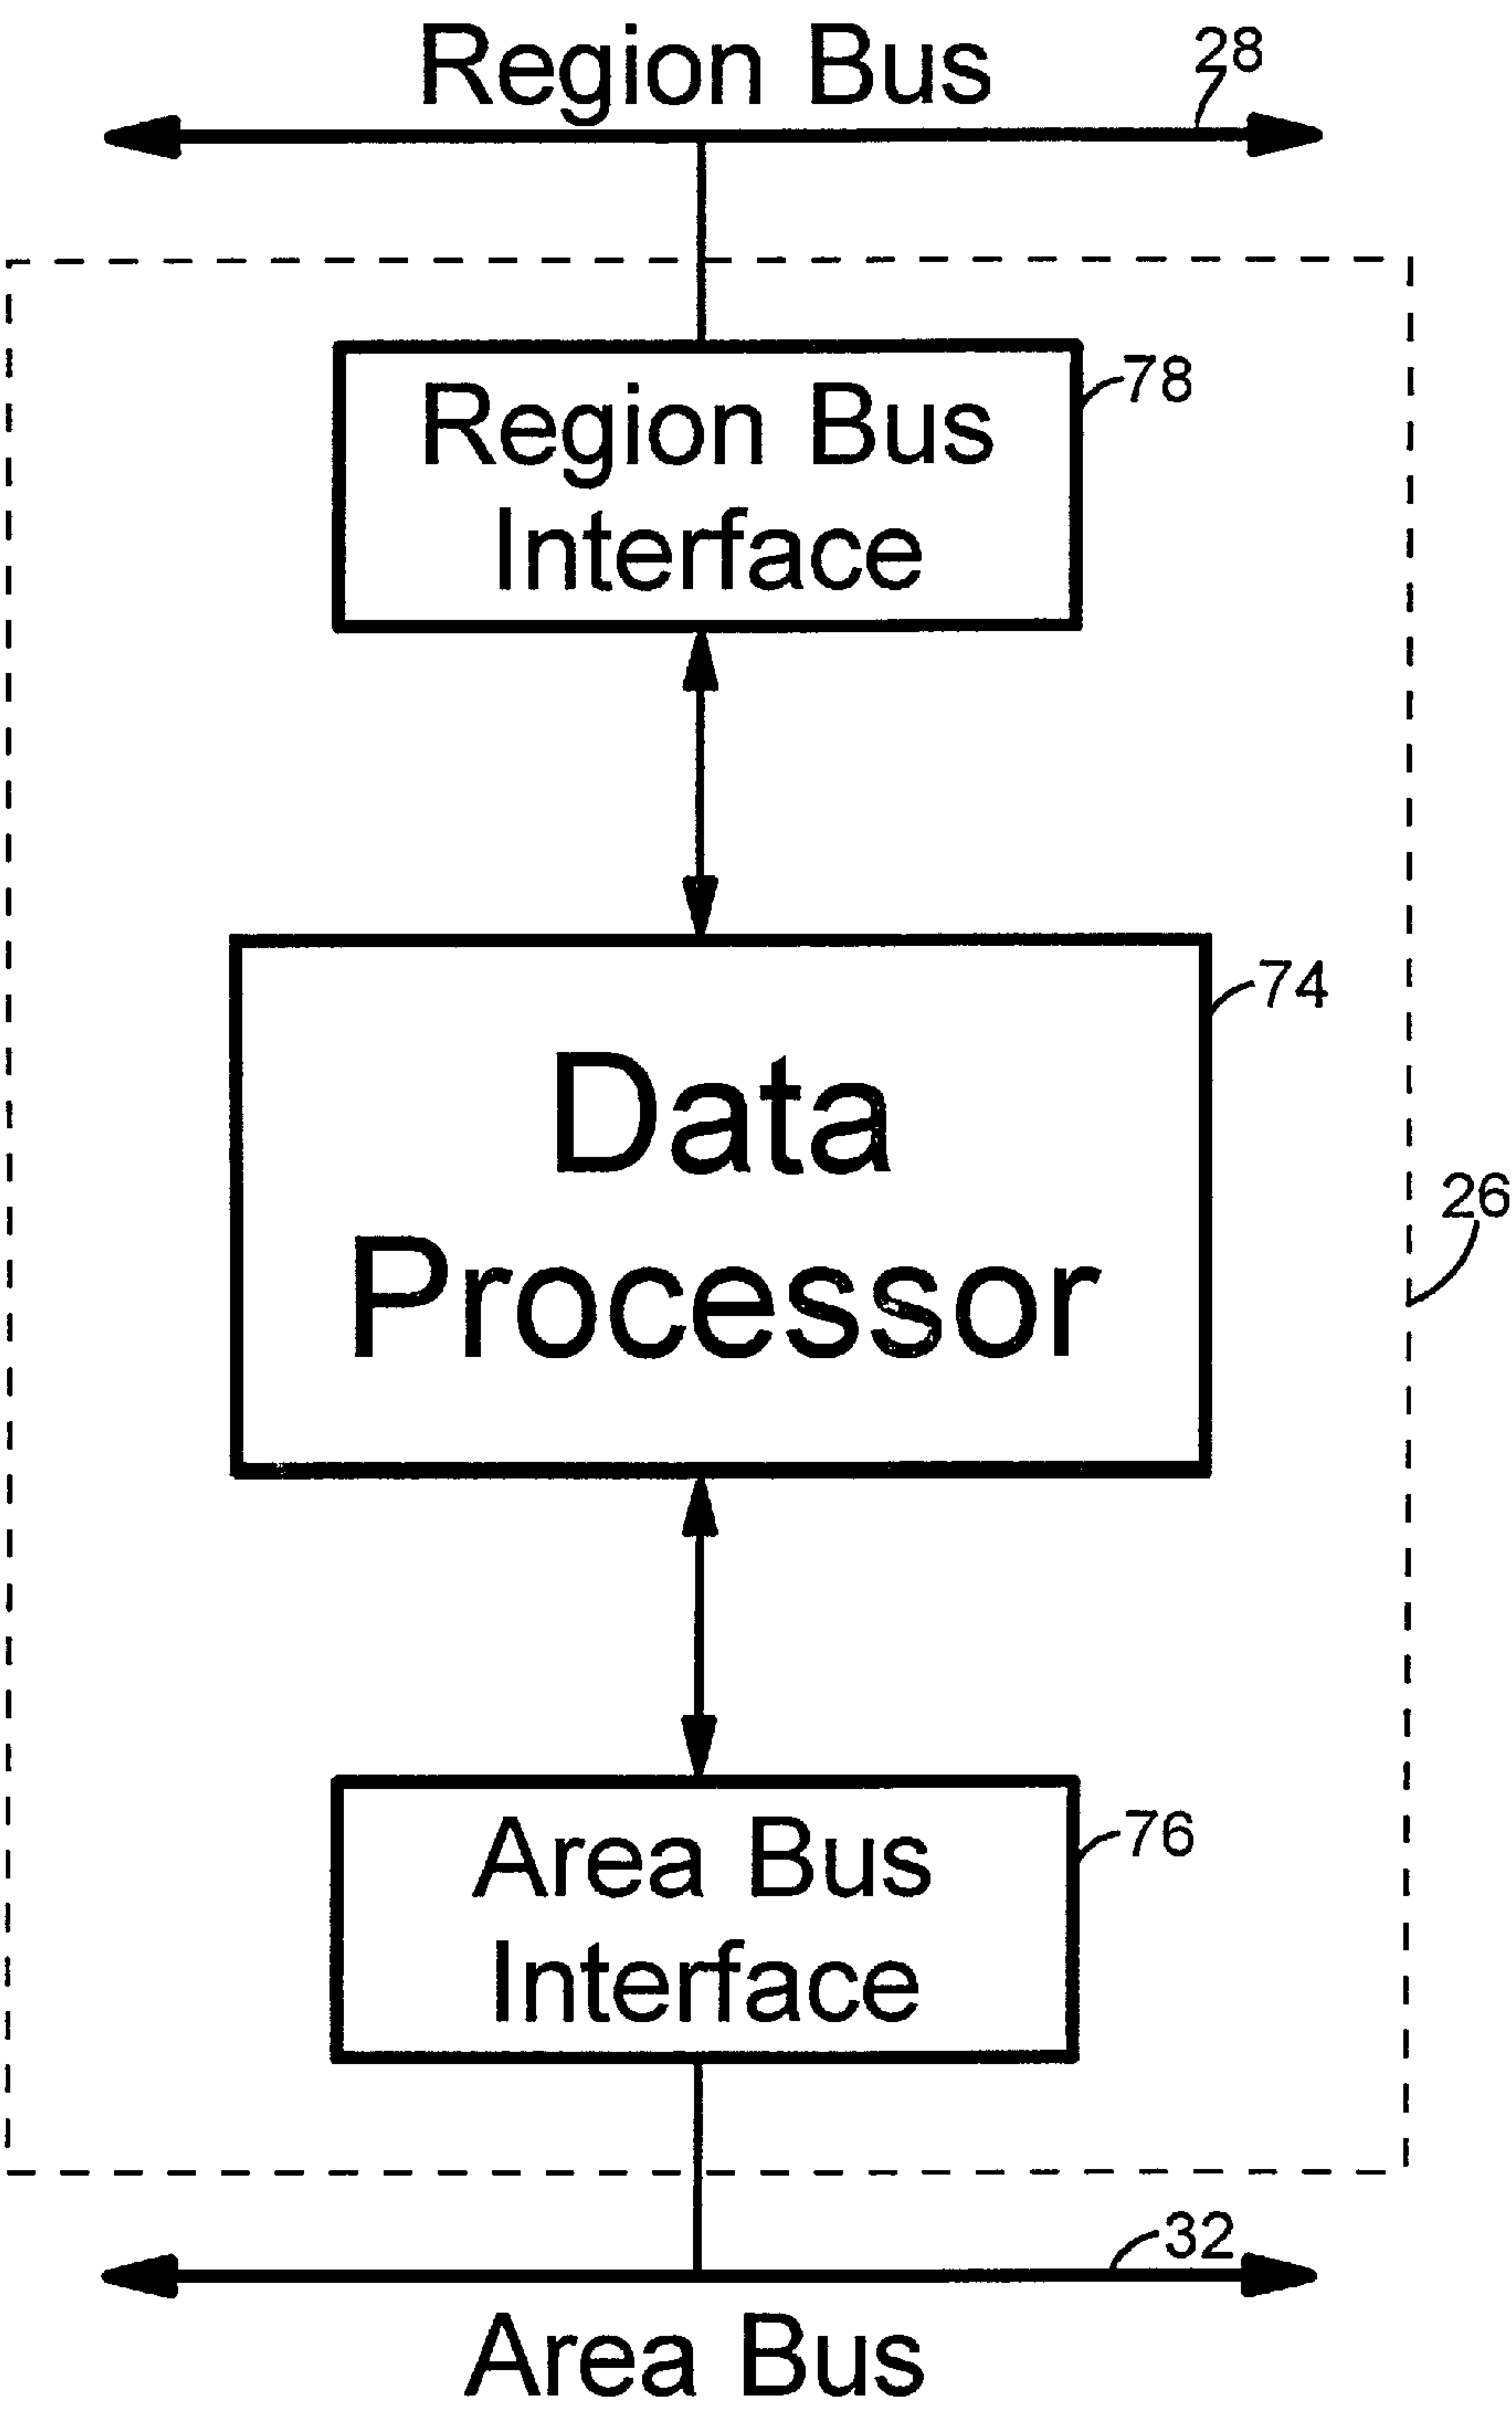 Region Bus
28
Region Bus
Interface
78
Data
Processor
74
26
Area Bus
Interface
76
32
Area Bus